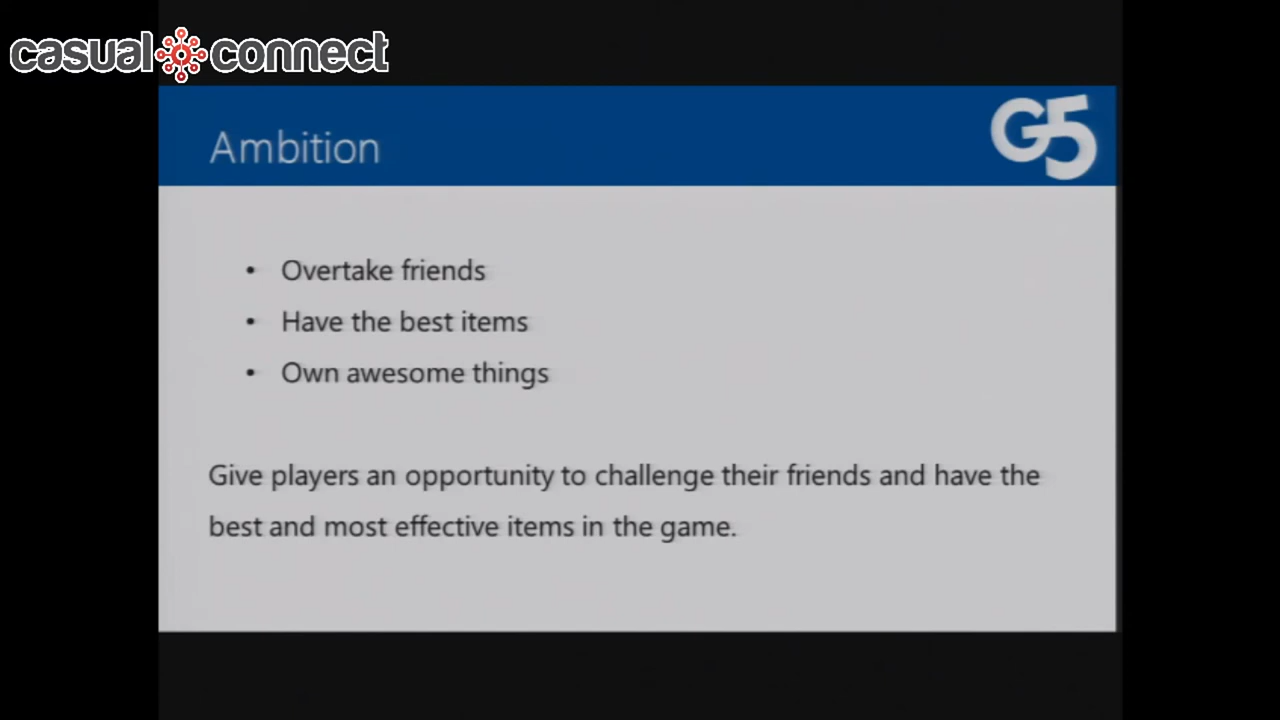 casual connect
G5
Ambition
• Overtake friends
• Have the best items
• Own awesome things
Give players an opportunity to challenge their friends and have the
best and most effective items in the game.